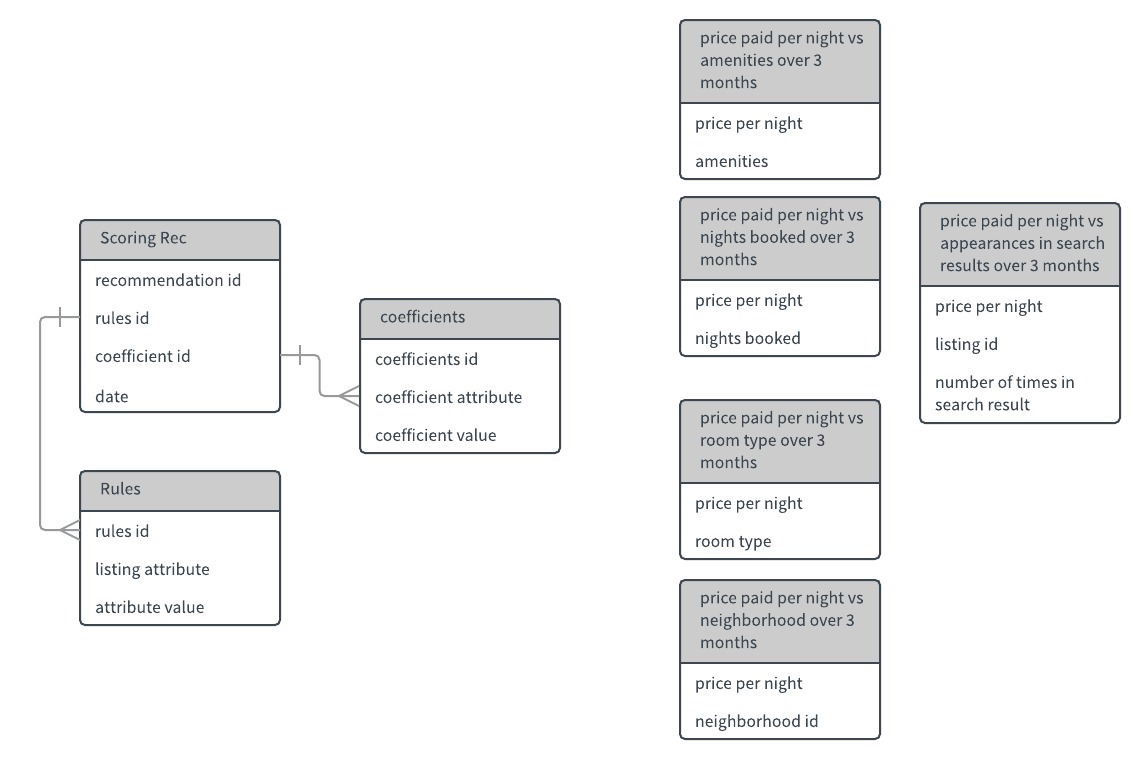 Scoring Rec
recommendation id
rules id
coefficient id
date
coefficients
coefficients id
coefficient attribute
coefficient value
Rules
rules id
listing attribute
attribute value
price paid per night vs
amenities over 3
months
price per night
amenities
price paid per night vs
nights booked over 3
months
price per night
nights booked
price paid per night vs
room type over 3
months
price per night
room type
price paid per night vs
neighborhood over 3
months
price per night
neighborhood id
price paid per night vs
appearances in search
results over 3 months
price per night
listing id
number of times in
search result